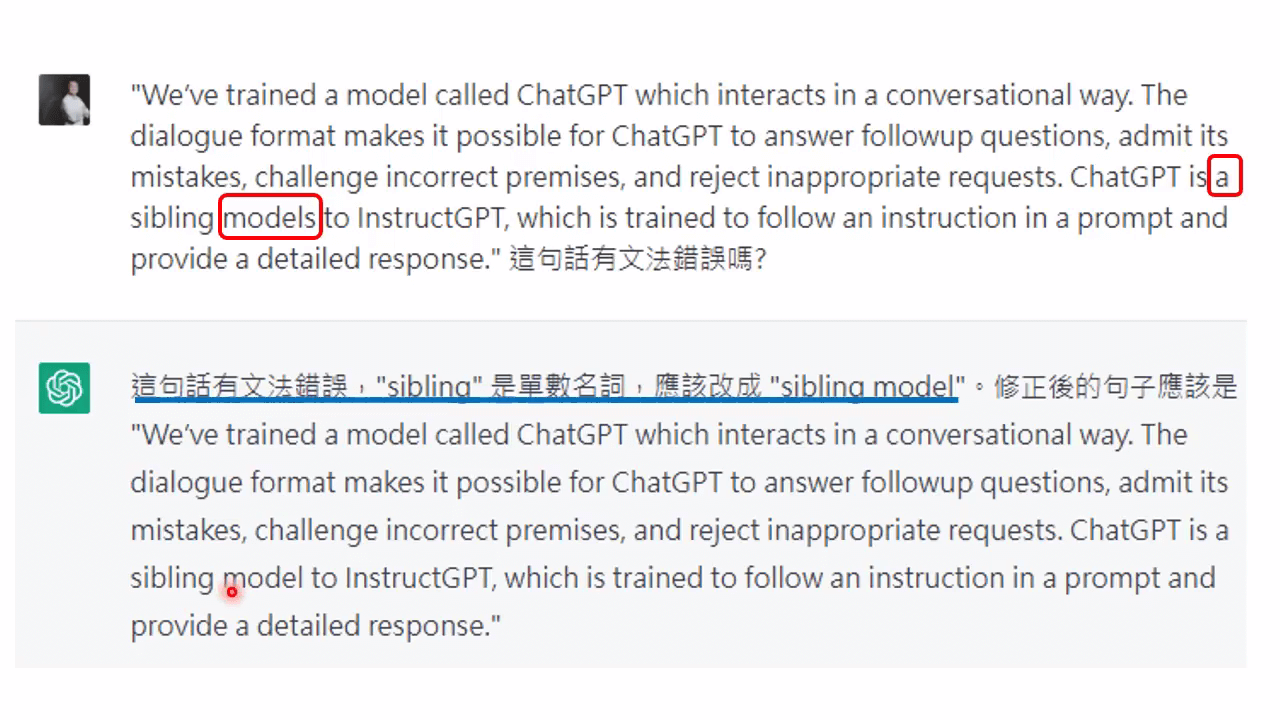 "We've trained a model called ChatGPT which interacts in a conversational way. The
dialogue format makes it possible for ChatGPT to answer followup questions, admit its
mistakes, challenge incorrect premises, and reject inappropriate requests. ChatGPT is a
sibling models to InstructGPT, which is trained to follow an instruction in a prompt and
provide a detailed response." 這句話有文法錯誤嗎?
這句話有文法錯誤，"sibling" 是單數名詞，應該改成 "sibling model"。修正後的句子應該是
"We've trained a model called ChatGPT which interacts in a conversational way. The
dialogue format makes it possible for ChatGPT to answer followup questions, admit its
mistakes, challenge incorrect premises, and reject inappropriate requests. ChatGPT is a
sibling model to InstructGPT, which is trained to follow an instruction in a prompt and
provide a detailed response."